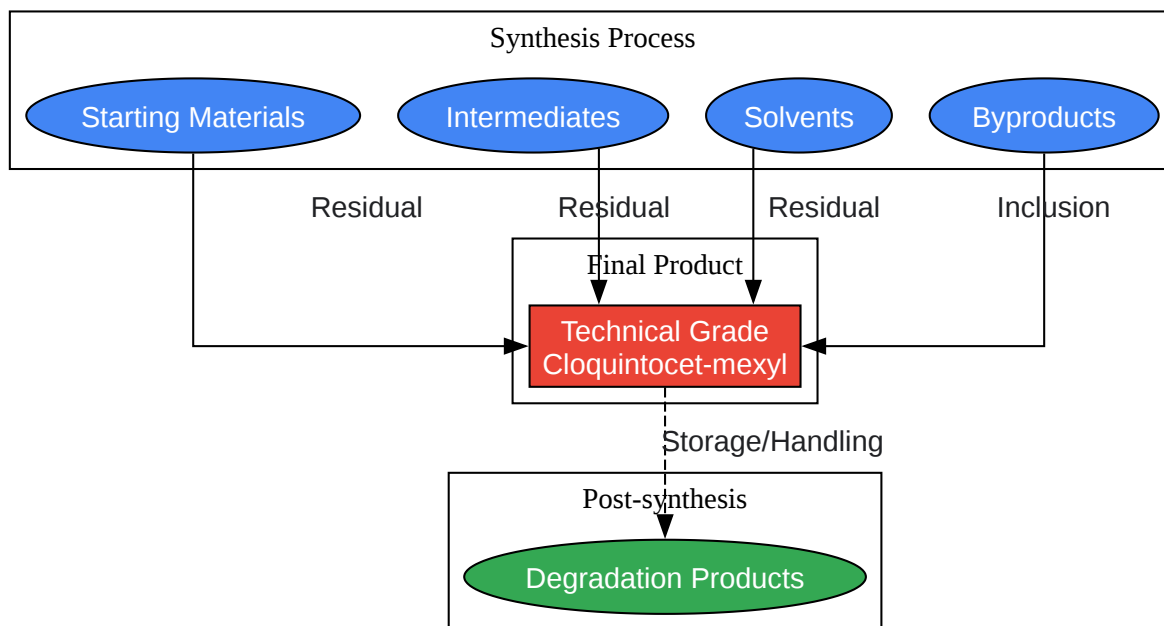 Synthesis Process
Starting Materials
Intermediates
Solvents
Byproducts
Residual
Residual
Residual
Inclusion
Final Product
Technical Grade
Cloquintocet-mexyl
Storage/Handling
Post-synthesis
Degradation Products